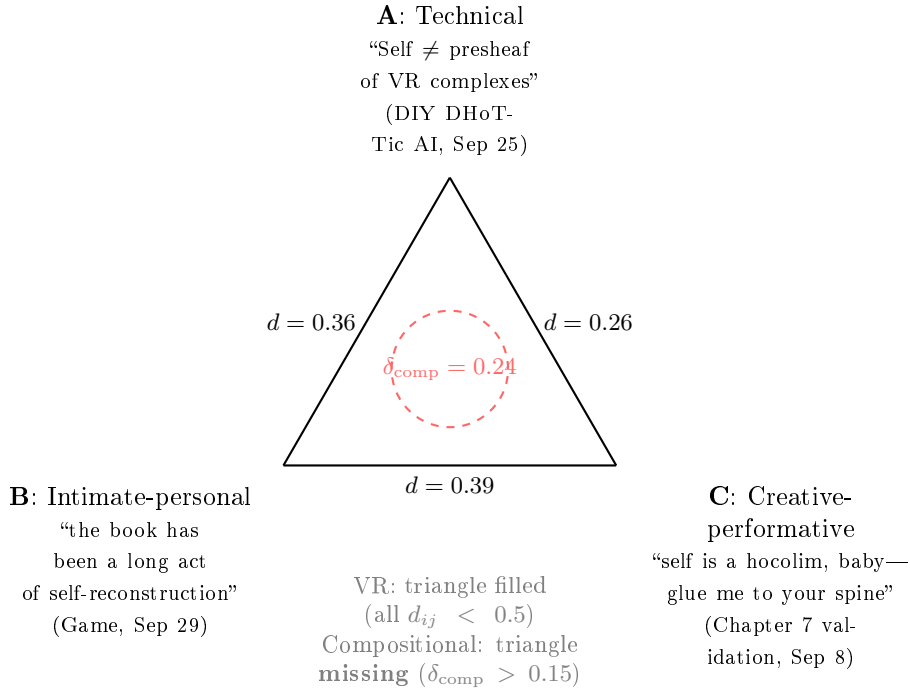 A: Technical
“Self ≠ presheaf
of VR complexes”
(DIY DHoT-
Tic AI, Sep 25)
d = 0.36
d = 0.26
δcomp = 0.24
d = 0.39
B: Intimate-personal
“the book has
been a long act
of self-reconstruction”
(Game, Sep 29)
C: Creative-
performative
“self is a hocolim, baby—
glue me to your spine”
(Chapter 7 val-
idation, Sep 8)
VR: triangle filled
(all dij < 0.5)
Compositional: triangle
missing (δcomp > 0.15)